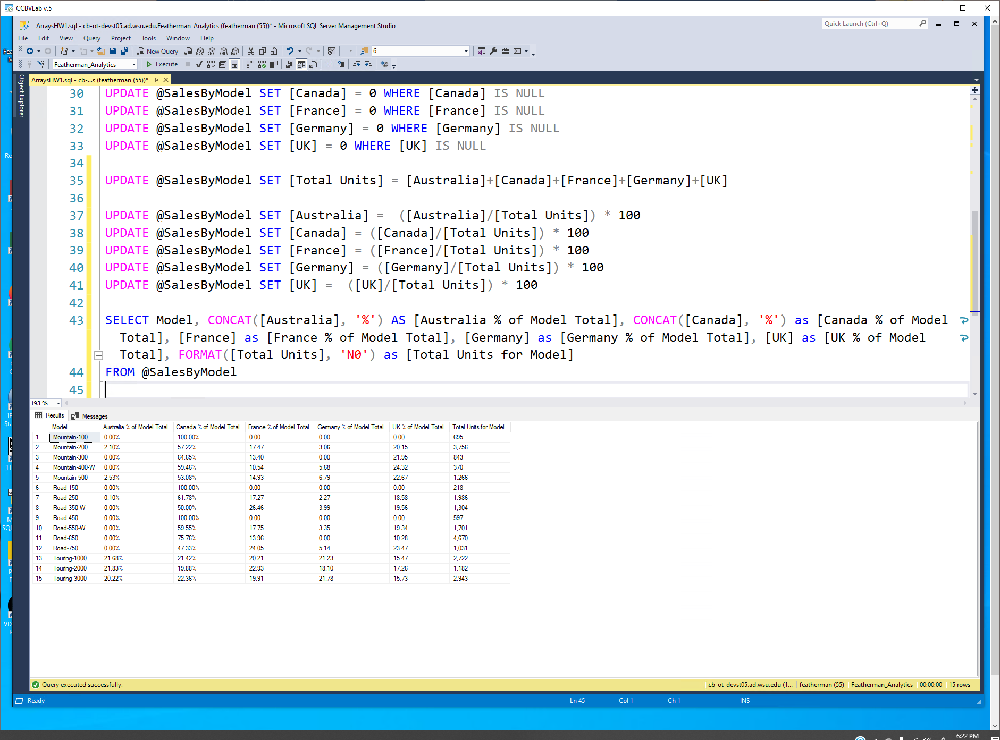 CCBVLab v.5
ArraysHW1.sql - cb-ot-devst05.ad.wsu.edu.Featherman_Analytics (featherman (55))* - Microsoft SQL Server Management Studio
Quick Launch (Ctrl+Q)
File Edit View Query Project Tools Window Help
New Query MDX DMX XMLA DAX 6
Featherman_Analytics Execute
Object Explorer
ArraysHW1.sql - cb-...s (featherman (55))*
30 UPDATE @SalesByModel SET [Canada] = 0 WHERE [Canada] IS NULL
31 UPDATE @SalesByModel SET [France] = 0 WHERE [France] IS NULL
32 UPDATE @SalesByModel SET [Germany] = 0 WHERE [Germany] IS NULL
33 UPDATE @SalesByModel SET [UK] = 0 WHERE [UK] IS NULL
34
35 UPDATE @SalesByModel SET [Total Units] = [Australia]+[Canada]+[France]+[Germany]+[UK]
36
37 UPDATE @SalesByModel SET [Australia] =  ([Australia]/[Total Units]) * 100
38 UPDATE @SalesByModel SET [Canada] = ([Canada]/[Total Units]) * 100
39 UPDATE @SalesByModel SET [France] = ([France]/[Total Units]) * 100
40 UPDATE @SalesByModel SET [Germany] = ([Germany]/[Total Units]) * 100
41 UPDATE @SalesByModel SET [UK] =  ([UK]/[Total Units]) * 100
42
43 SELECT Model, CONCAT([Australia], '%') AS [Australia % of Model Total], CONCAT([Canada], '%') as [Canada % of Model
Total], [France] as [France % of Model Total], [Germany] as [Germany % of Model Total], [UK] as [UK % of Model
Total], FORMAT([Total Units], 'N0') as [Total Units for Model]
44 FROM @SalesByModel
45
193 %
Results Messages
Model Australia % of Model Total Canada % of Model Total France % of Model Total Germany % of Model Total UK % of Model Total Total Units for Model
1 Mountain-100 0.00% 100.00% 0.00 0.00 0.00 695
2 Mountain-200 2.10% 57.22% 17.47 3.06 20.15 3,756
3 Mountain-300 0.00% 64.65% 13.40 0.00 21.95 843
4 Mountain-400-W 0.00% 59.46% 10.54 5.68 24.32 370
5 Mountain-500 2.53% 53.08% 14.93 6.79 22.67 1,266
6 Road-150 0.00% 100.00% 0.00 0.00 0.00 218
7 Road-250 0.10% 61.78% 17.27 2.27 18.58 1,986
8 Road-350-W 0.00% 50.00% 26.46 3.99 19.56 1,304
9 Road-450 0.00% 100.00% 0.00 0.00 0.00 597
10 Road-550-W 0.00% 59.55% 17.75 3.35 19.34 1,701
11 Road-650 0.00% 75.76% 13.96 0.00 10.28 4,670
12 Road-750 0.00% 47.33% 24.05 5.14 23.47 1,031
13 Touring-1000 21.68% 21.42% 20.21 21.23 15.47 2,722
14 Touring-2000 21.83% 19.88% 22.93 18.10 17.26 1,182
15 Touring-3000 20.22% 22.36% 19.91 21.78 15.73 2,943
Query executed successfully. cb-ot-devst05.ad.wsu.edu (1... featherman (55) Featherman_Analytics 00:00:00 15 rows
Ready Ln 45 Col 1 Ch 1 INS
6:22 PM